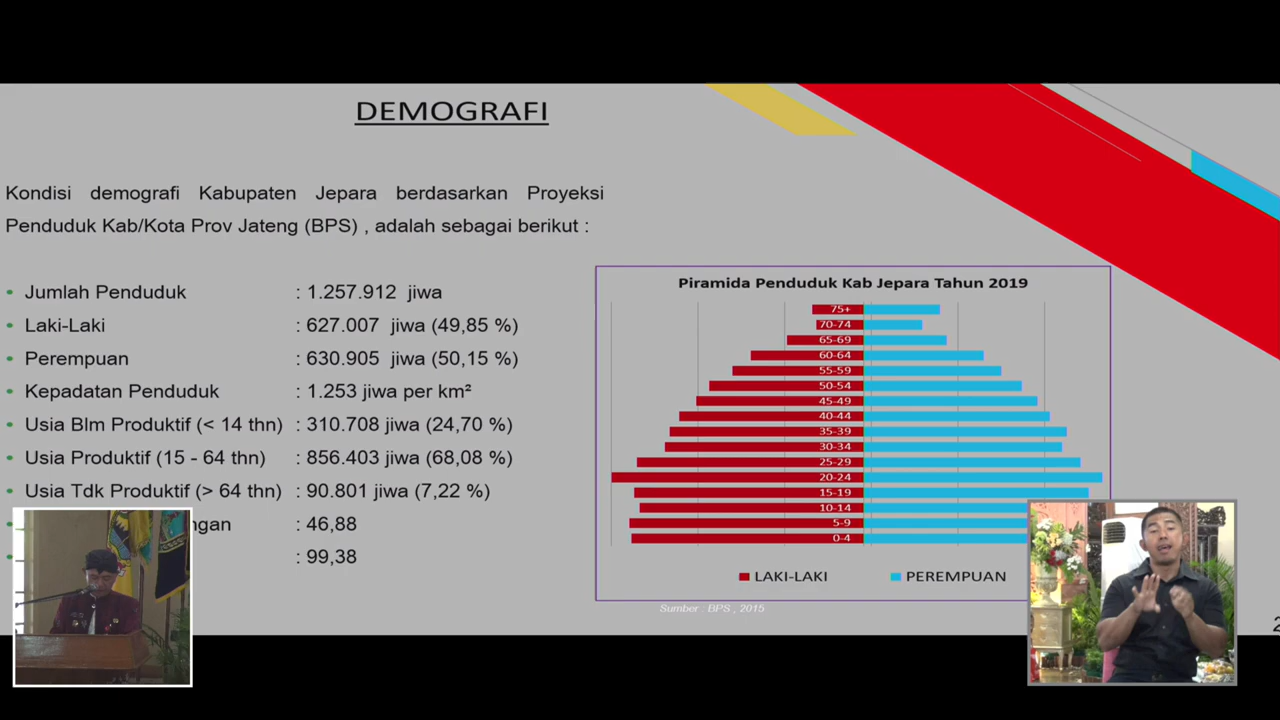 DEMOGRAFI
Kondisi demografi Kabupaten Jepara berdasarkan Proyeksi
Penduduk Kab/Kota Prov Jateng (BPS) , adalah sebagai berikut :
• Jumlah Penduduk : 1.257.912 jiwa
• Laki-Laki : 627.007 jiwa (49,85 %)
• Perempuan : 630.905 jiwa (50,15 %)
• Kepadatan Penduduk : 1.253 jiwa per km²
• Usia Blm Produktif (< 14 thn) : 310.708 jiwa (24,70 %)
• Usia Produktif (15 - 64 thn) : 856.403 jiwa (68,08 %)
• Usia Tdk Produktif (> 64 thn) : 90.801 jiwa (7,22 %)
: 46,88
: 99,38
Piramida Penduduk Kab Jepara Tahun 2019
75+
70-74
65-69
60-64
55-59
50-54
45-49
40-44
35-39
30-34
25-29
20-24
15-19
10-14
5-9
0-4
LAKI-LAKI PEREMPUAN
Sumber : BPS , 2015